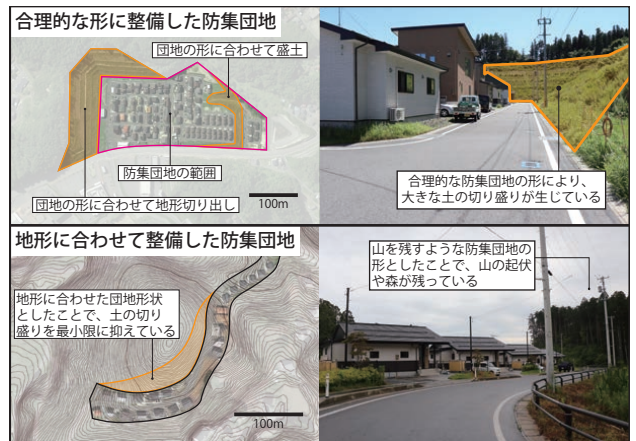 合理的な形に整備した防集団地
団地の形に合わせて盛土
防集団地の範囲
団地の形に合わせて地形切り出し
100m
合理的な防集団地の形により、
大きな土の切り盛りが生じている
地形に合わせて整備した防集団地
地形に合わせた団地形状
としたことで、土の切り
盛りを最小限に抑えている
100m
山を残すような防集団地の
形としたことで、山の起伏
や森が残っている